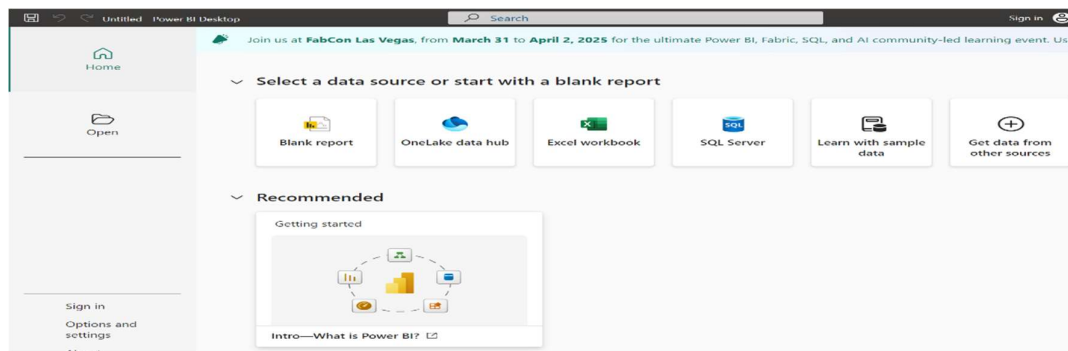 Untitled Power BI Desktop
Search
Sign in
Home
Open
Sign in
Options and
settings
Join us at FabCon Las Vegas, from March 31 to April 2, 2025 for the ultimate Power BI, Fabric, SQL, and AI community-led learning event. Us
Select a data source or start with a blank report
Blank report
OneLake data hub
Excel workbook
SQL
SQL Server
Learn with sample
data
Get data from
other sources
Recommended
Getting started
Intro—What is Power BI?